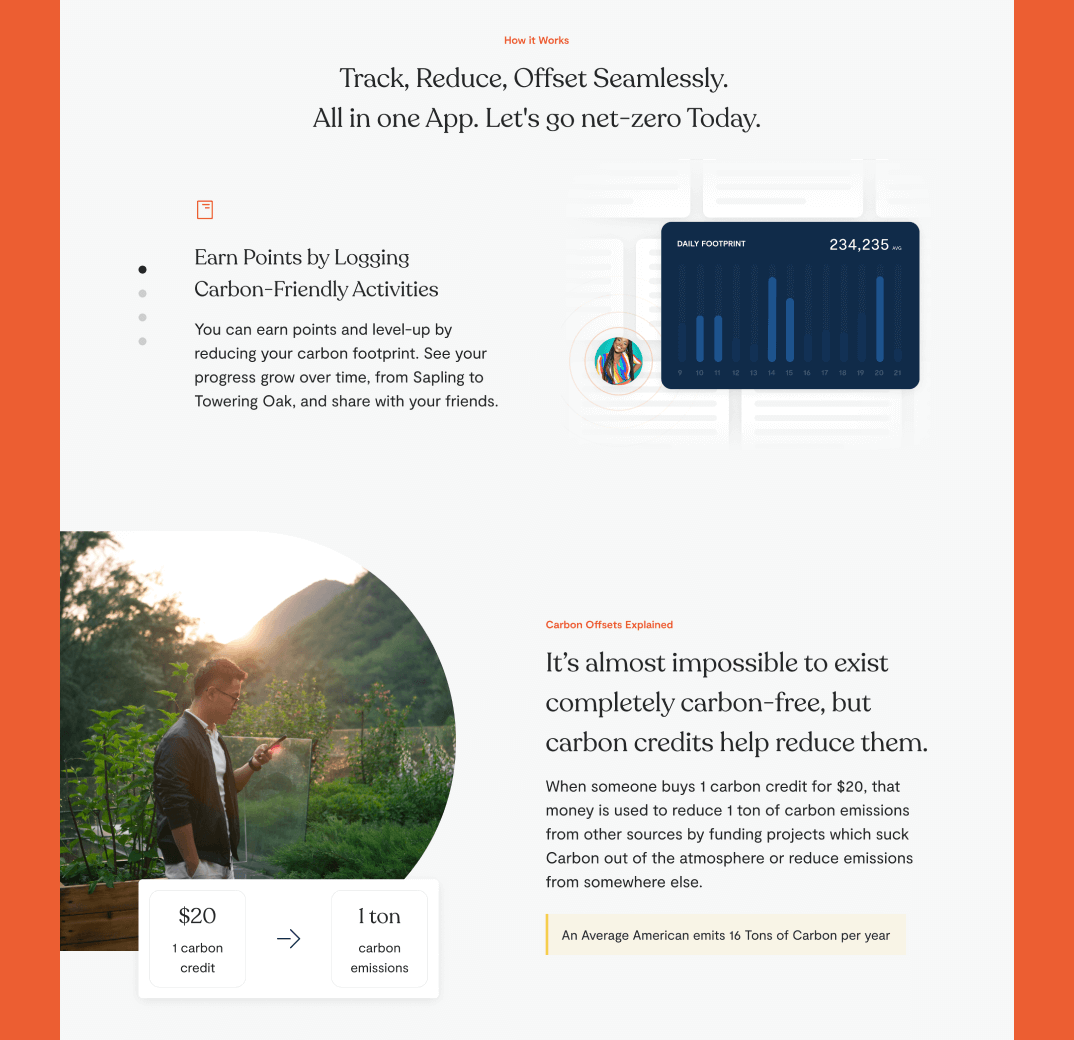 How it Works
Track, Reduce, Offset Seamlessly.
All in one App. Let's go net-zero Today.
Earn Points by Logging
Carbon-Friendly Activities
You can earn points and level-up by
reducing your carbon footprint. See your
progress grow over time, from Sapling to
Towering Oak, and share with your friends.
DAILY FOOTPRINT
234,235 AVG
9 10 11 12 13 14 15 16 17 18 19 20 21
Carbon Offsets Explained
It’s almost impossible to exist
completely carbon-free, but
carbon credits help reduce them.
When someone buys 1 carbon credit for $20, that
money is used to reduce 1 ton of carbon emissions
from other sources by funding projects which suck
Carbon out of the atmosphere or reduce emissions
from somewhere else.
An Average American emits 16 Tons of Carbon per year
$20
1 carbon
credit
1 ton
carbon
emissions